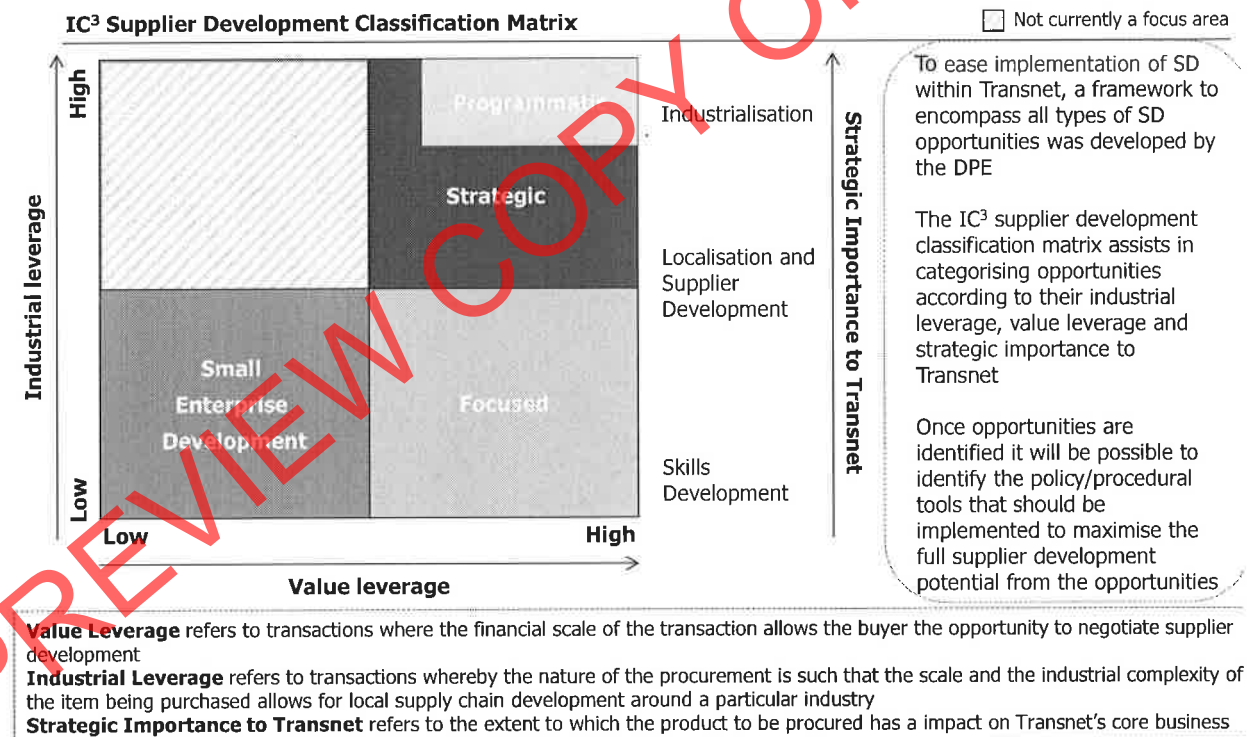 IC³ Supplier Development Classification Matrix
Not currently a focus area
High
Industrial leverage
Low
Programmatic
Strategic
Small
Enterprise
Development
Focused
Low
High
Value leverage
Industrialisation
Localisation and
Supplier
Development
Skills
Development
Strategic Importance to Transnet
To ease implementation of SD
within Transnet, a framework to
encompass all types of SD
opportunities was developed by
the DPE
The IC³ supplier development
classification matrix assists in
categorising opportunities
according to their industrial
leverage, value leverage and
strategic importance to
Transnet
Once opportunities are
identified it will be possible to
identify the policy/procedural
tools that should be
implemented to maximise the
full supplier development
potential from the opportunities
Value Leverage refers to transactions where the financial scale of the transaction allows the buyer the opportunity to negotiate supplier
development
Industrial Leverage refers to transactions whereby the nature of the procurement is such that the scale and the industrial complexity of
the item being purchased allows for local supply chain development around a particular industry
Strategic Importance to Transnet refers to the extent to which the product to be procured has a impact on Transnet's core business
PREVIEW COPY